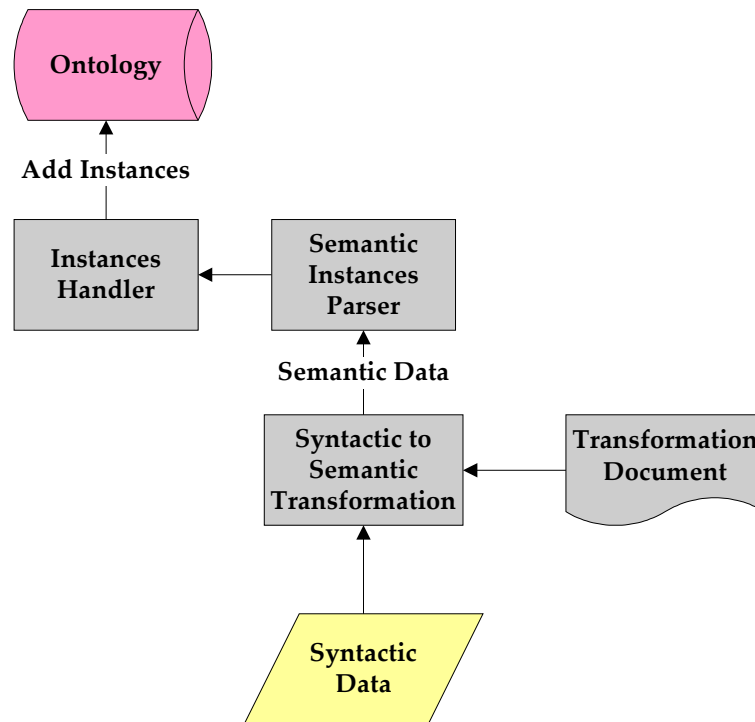 Ontology
Add Instances
Instances
Handler
Semantic
Instances
Parser
Semantic Data
Syntactic to
Semantic
Transformation
Transformation
Document
Syntactic
Data